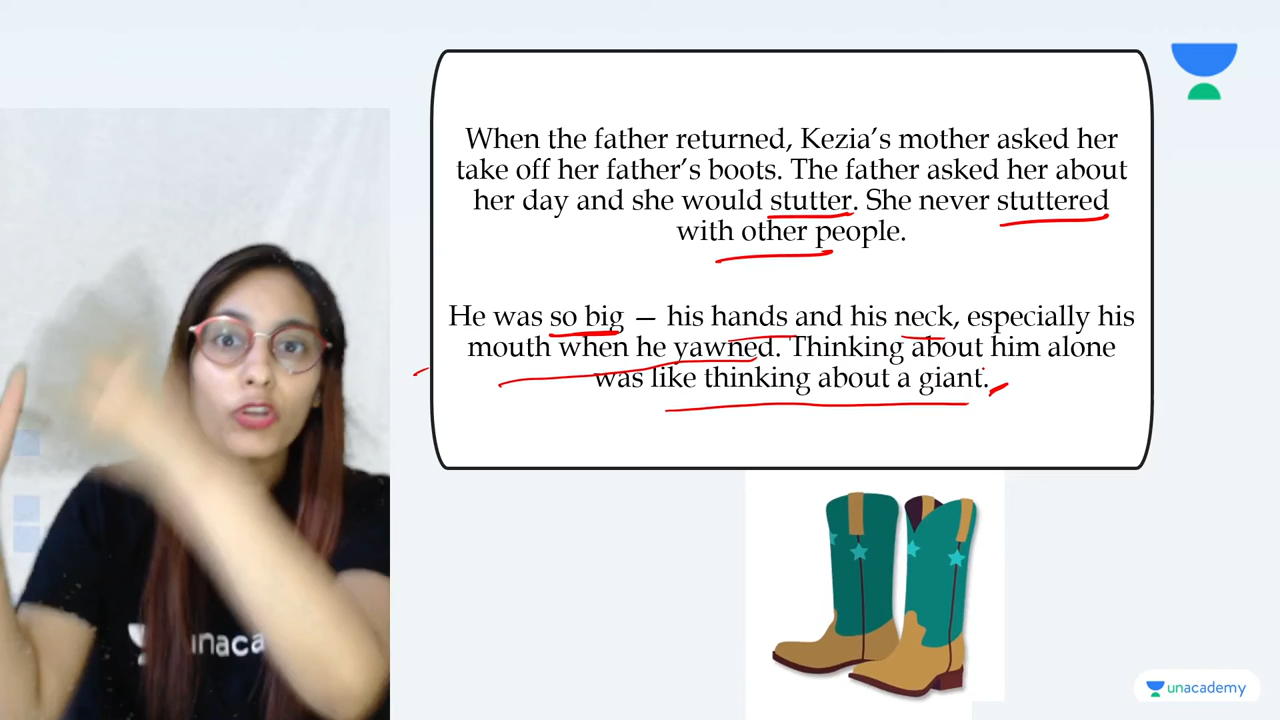 When the father returned, Kezia’s mother asked her
take off her father’s boots. The father asked her about
her day and she would stutter. She never stuttered
with other people.
He was so big — his hands and his neck, especially his
mouth when he yawned. Thinking about him alone
was like thinking about a giant.
unaca
unacademy